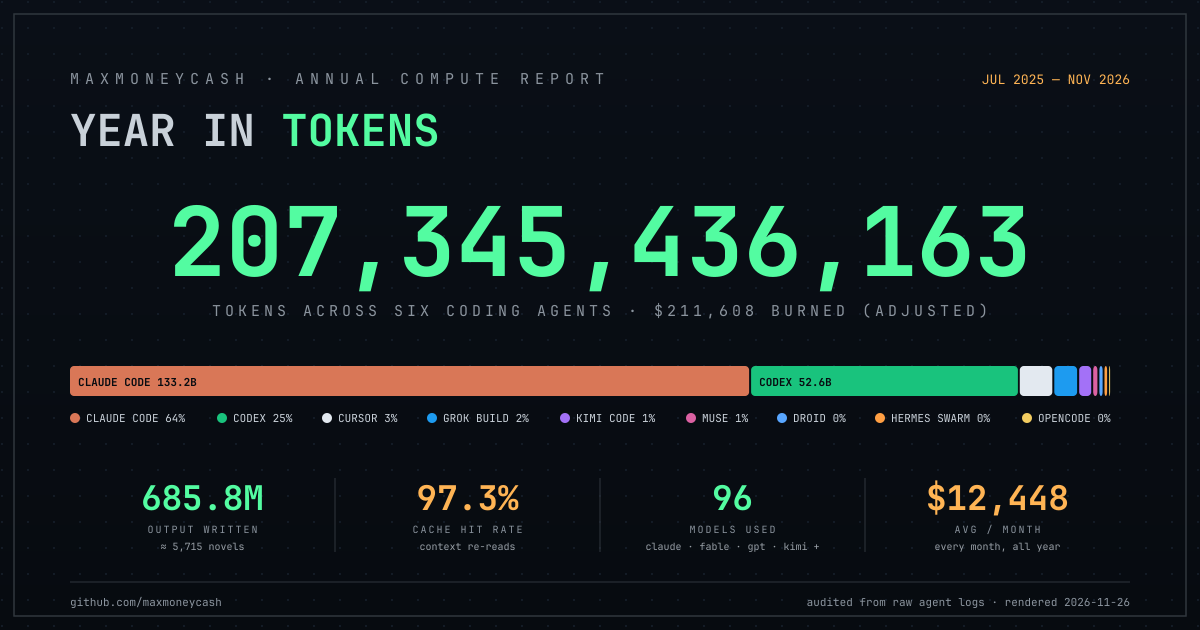 MAXMONEYCASH · ANNUAL COMPUTE REPORT
JUL 2025 — NOV 2026
YEAR IN TOKENS
207,345,436,163
TOKENS ACROSS SIX CODING AGENTS · $211,608 BURNED (ADJUSTED)
CLAUDE CODE 133.2B
CODEX 52.6B
CLAUDE CODE 64%
CODEX 25%
CURSOR 3%
GROK BUILD 2%
KIMI CODE 1%
MUSE 1%
DROID 0%
HERMES SWARM 0%
OPENCODE 0%
685.8M
OUTPUT WRITTEN
≈ 5,715 novels
97.3%
CACHE HIT RATE
context re-reads
96
MODELS USED
claude · fable · gpt · kimi +
$12,448
AVG / MONTH
every month, all year
github.com/maxmoneycash
audited from raw agent logs · rendered 2026-11-26